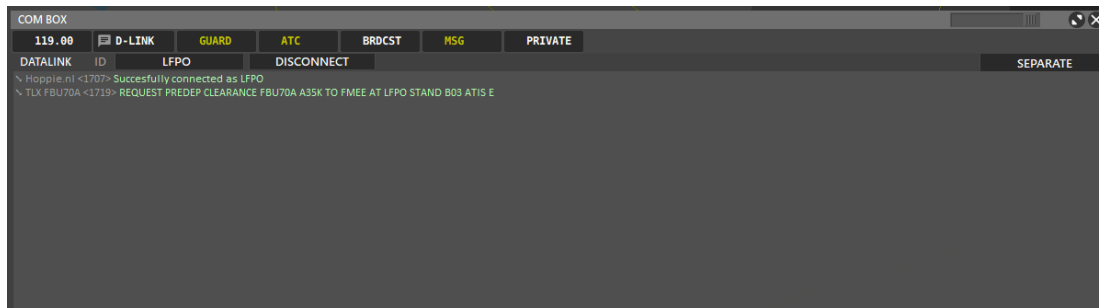 COM BOX
119.00 D-LINK GUARD ATC BRDCST MSG PRIVATE
DATALINK ID LFPO DISCONNECT SEPARATE
Hoppie.nl <1707> Succesfully connected as LFPO
TLX FBU70A <1719> REQUEST PREDEP CLEARANCE FBU70A A35K TO FMEE AT LFPO STAND B03 ATIS E